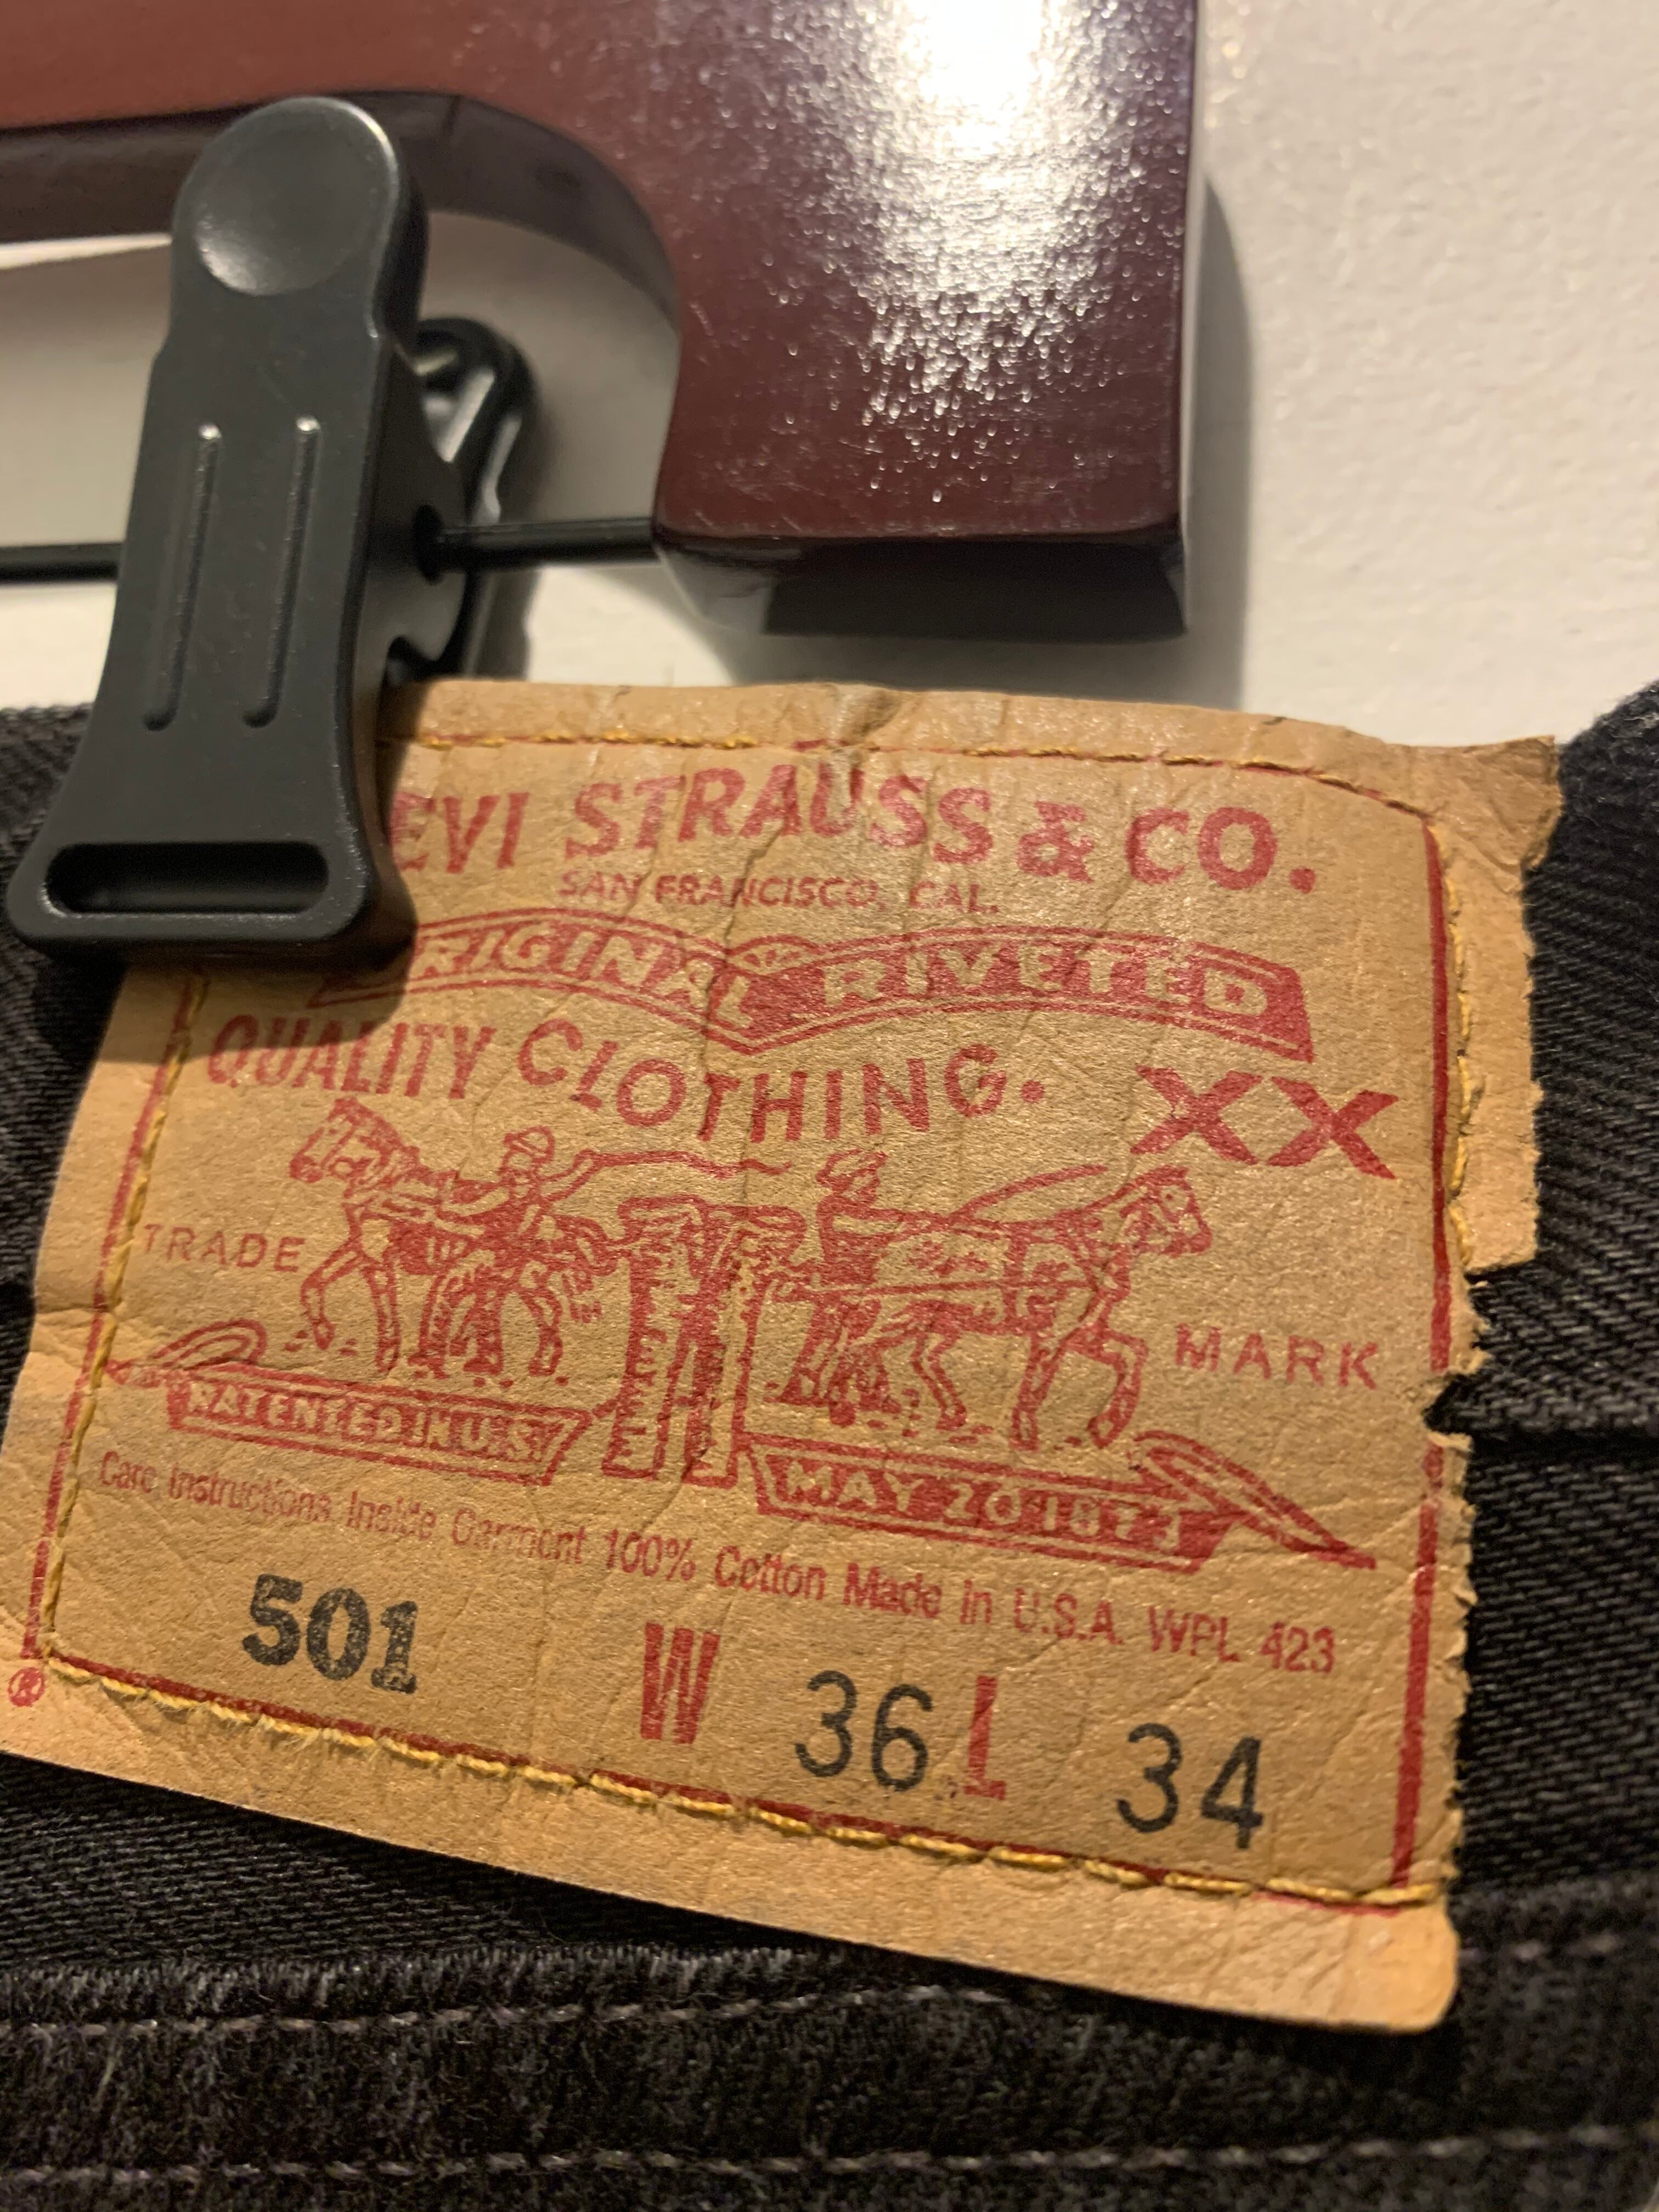 EVI STRAUSS & CO.
SAN FRANCISCO, CAL.
RIGINAL RIVETED
QUALITY CLOTHING.
XX
TRADE MARK
PATENTED IN U.S.
MAY 20 1873
Care Instructions Inside Garment 100% Cotton Made in U.S.A. WPL 423
501 W 36 L 34
®